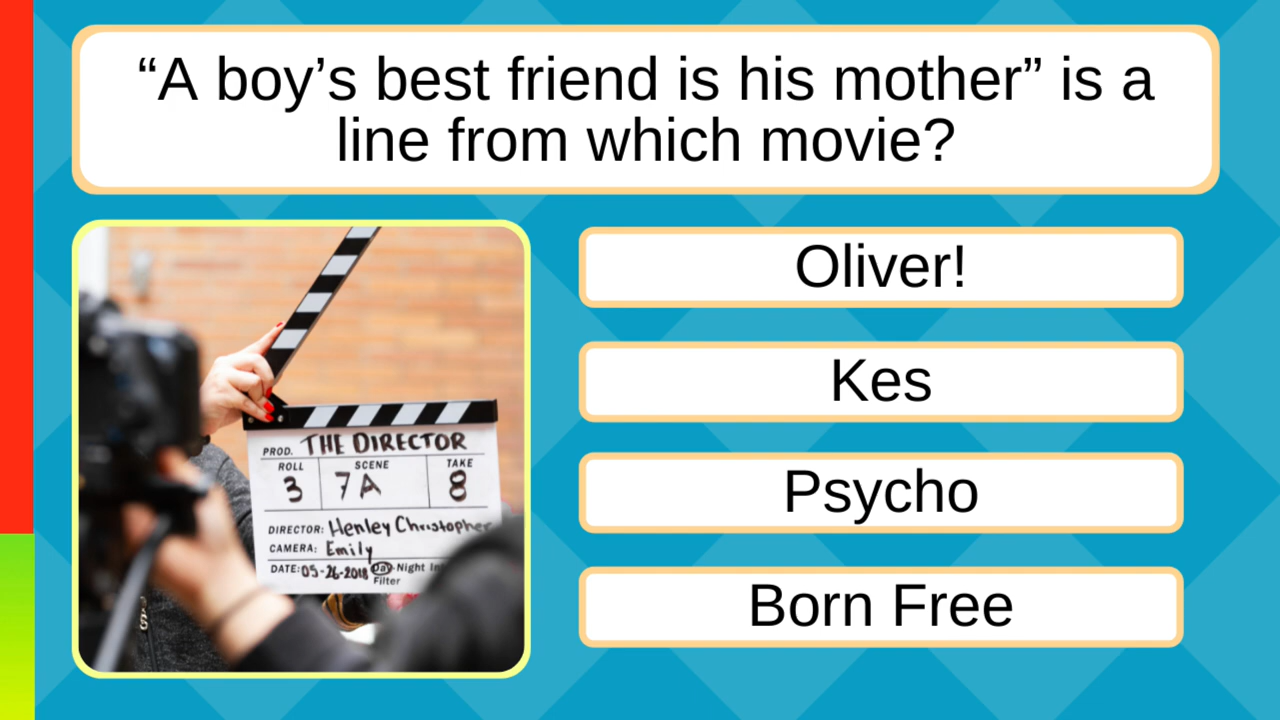 “A boy’s best friend is his mother” is a
line from which movie?
Oliver!
Kes
Psycho
Born Free
PROD. THE DIRECTOR
ROLL SCENE TAKE
3 7A 8
DIRECTOR: Henley Christopher
CAMERA: Emily
DATE: 05-26-2018 Day-Night
Filter